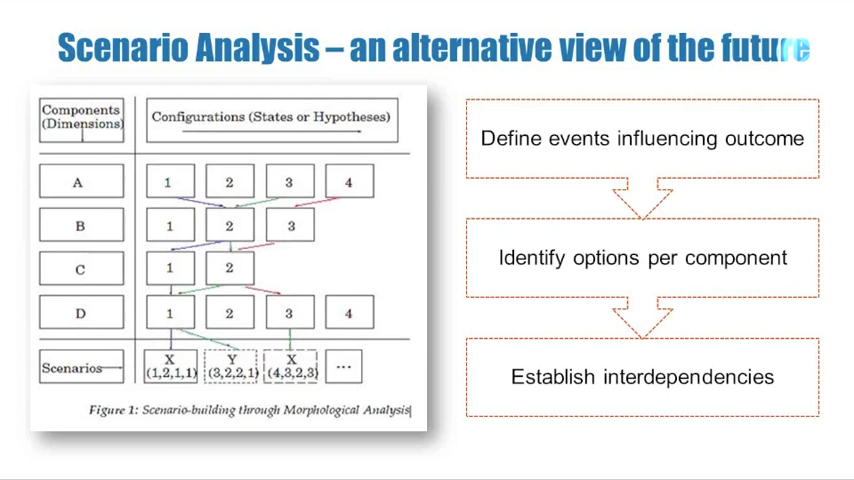 Scenario Analysis – an alternative view of the future
Components
(Dimensions)
Configurations (States or Hypotheses)
A
1
2
3
4
B
1
2
3
C
1
2
D
1
2
3
4
Scenarios
X
(1,2,1,1)
Y
(3,2,2,1)
X
(4,3,2,3)
...
Figure 1: Scenario-building through Morphological Analysis
Define events influencing outcome
Identify options per component
Establish interdependencies